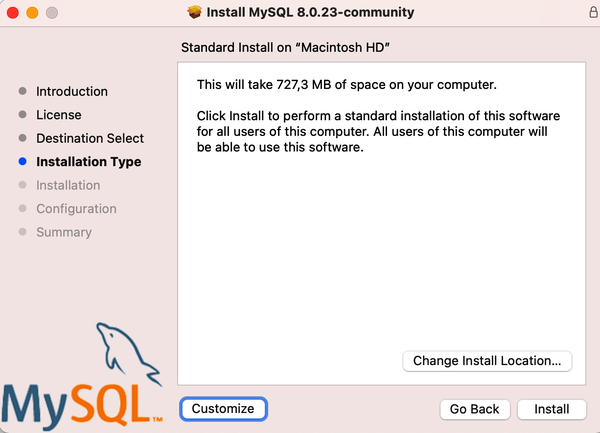 Install MySQL 8.0.23-community
Standard Install on “Macintosh HD”
Introduction
License
Destination Select
Installation Type
Installation
Configuration
Summary
This will take 727,3 MB of space on your computer.
Click Install to perform a standard installation of this software
for all users of this computer. All users of this computer will
be able to use this software.
Change Install Location...
MySQL™
Customize
Go Back
Install